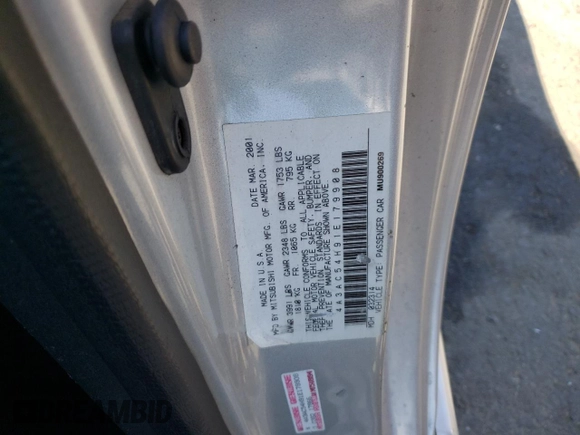 MADE IN U.S.A. DATE MAR. 2001
BY MITSUBISHI MOTOR MFG. OF AMERICA, INC.
GVWR 3991 LBS GAWR 2348 LBS GAWR 1753 LBS
1810 KG FR 1065 KG RR 795 KG
THIS VEHICLE CONFORMS TO ALL APPLICABLE
FEDERAL MOTOR VEHICLE SAFETY, BUMPER, AND
THEFT PREVENTION STANDARDS IN EFFECT ON
THE DATE OF MANUFACTURE SHOWN ABOVE.
4A3AC54H91E179908
MDH 032314
VEHICLE TYPE: PASSENGER CAR MU900269